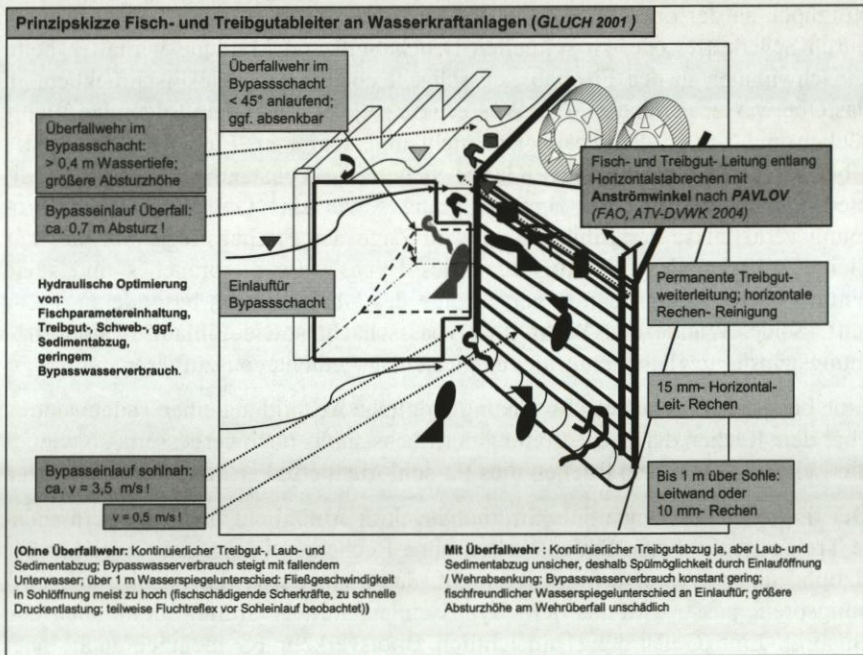 Prinzipskizze Fisch- und Treibgutableiter an Wasserkraftanlagen (GLUCH 2001)
Überfallwehr im
Bypassschacht
< 45° anlaufend;
ggf. absenkbar
Überfallwehr im
Bypassschacht:
> 0,4 m Wassertiefe;
größere Absturzhöhe
Bypasseinlauf Überfall:
ca. 0,7 m Absturz !
Hydraulische Optimierung
von:
Fischparametereinhaltung,
Treibgut-, Schweb-, ggf.
Sedimentabzug,
geringem
Bypasswasserverbrauch.
Einlauftür
Bypassschacht
Bypasseinlauf sohlnah:
ca. v = 3,5 m/s !
v = 0,5 m/s !
Fisch- und Treibgut- Leitung entlang
Horizontalstabrechen mit
Anströmwinkel nach PAVLOV
(FAO, ATV-DVWK 2004)
Permanente Treibgut-
weiterleitung; horizontale
Rechen- Reinigung
15 mm- Horizontal-
Leit- Rechen
Bis 1 m über Sohle:
Leitwand oder
10 mm- Rechen
(Ohne Überfallwehr: Kontinuierlicher Treibgut-, Laub- und
Sedimentabzug; Bypasswasserverbrauch steigt mit fallendem
Unterwasser; über 1 m Wasserspiegelunterschied: Fließgeschwindigkeit
in Sohlöffnung meist zu hoch (fischschädigende Scherkräfte, zu schnelle
Druckentlastung; teilweise Fluchtreflex vor Sohleinlauf beobachtet))
Mit Überfallwehr : Kontinuierlicher Treibgutabzug ja, aber Laub- und
Sedimentabzug unsicher, deshalb Spülmöglichkeit durch Einlauföffnung
/ Wehrabsenkung; Bypasswasserverbrauch konstant gering;
fischfreundlicher Wasserspiegelunterschied an Einlauftür; größere
Absturzhöhe am Wehrüberfall unschädlich